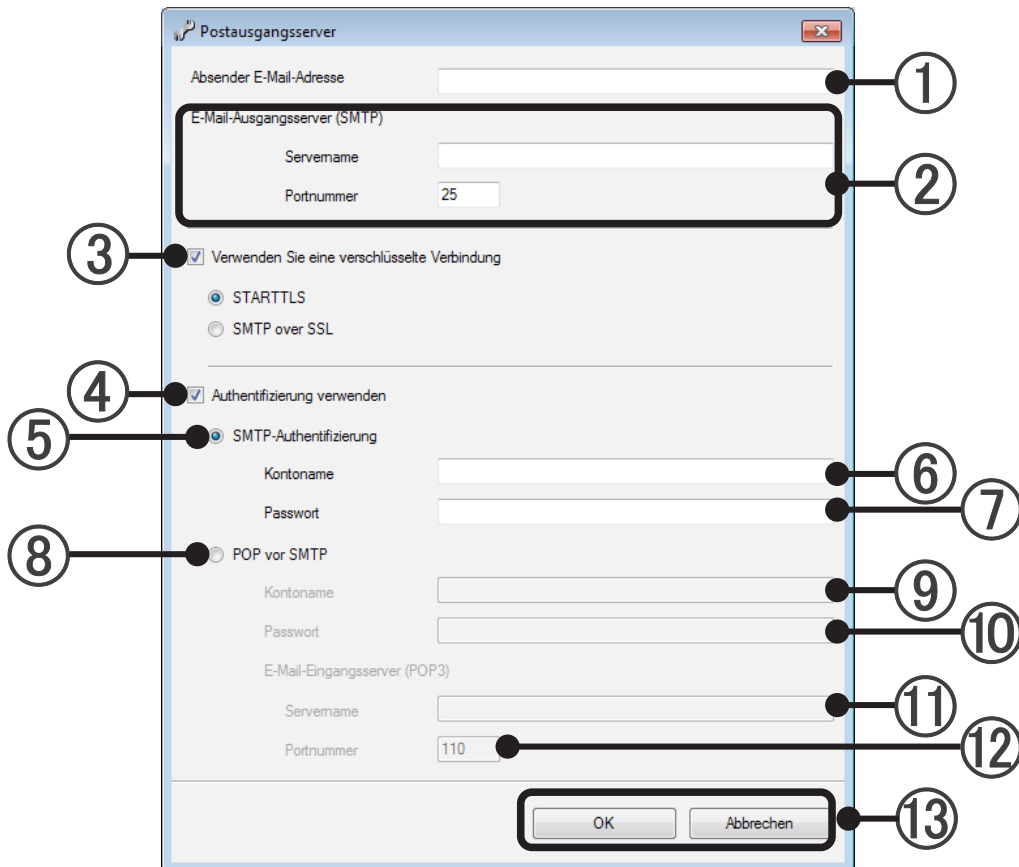 Postausgangsserver
Absender E-Mail-Adresse
①
E-Mail-Ausgangsserver (SMTP)
Servername
②
Portnummer 25
③ Verwenden Sie eine verschlüsselte Verbindung
STARTTLS
SMTP over SSL
④ Authentifizierung verwenden
⑤ SMTP-Authentifizierung
Kontoname ⑥
Passwort ⑦
⑧ POP vor SMTP
Kontoname ⑨
Passwort ⑩
E-Mail-Eingangsserver (POP3)
Servername ⑪
Portnummer 110 ⑫
OK Abbrechen ⑬